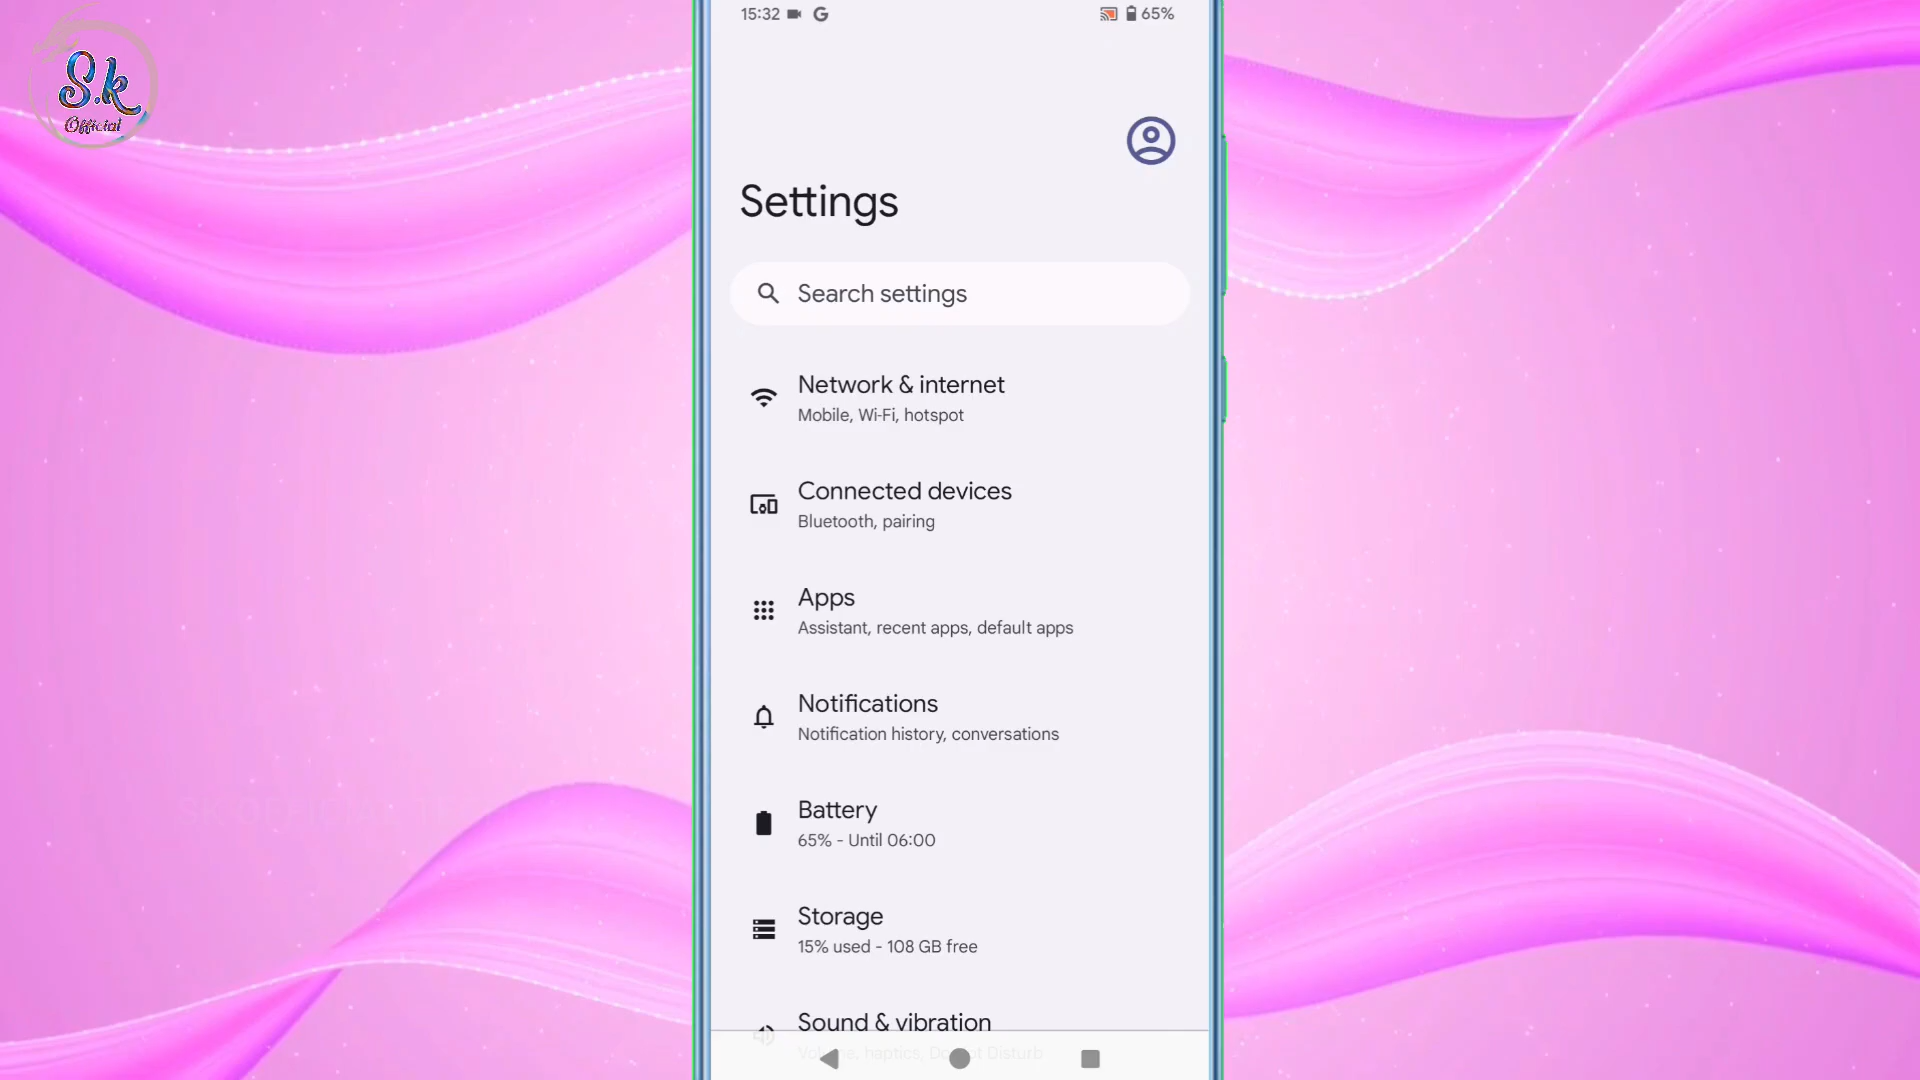 15:32
65%
S.k
Official
Settings
Search settings
Network & internet
Mobile, Wi-Fi, hotspot
Connected devices
Bluetooth, pairing
Apps
Assistant, recent apps, default apps
Notifications
Notification history, conversations
Battery
65% - Until 06:00
Storage
15% used - 108 GB free
Sound & vibration
haptics,
Disturb